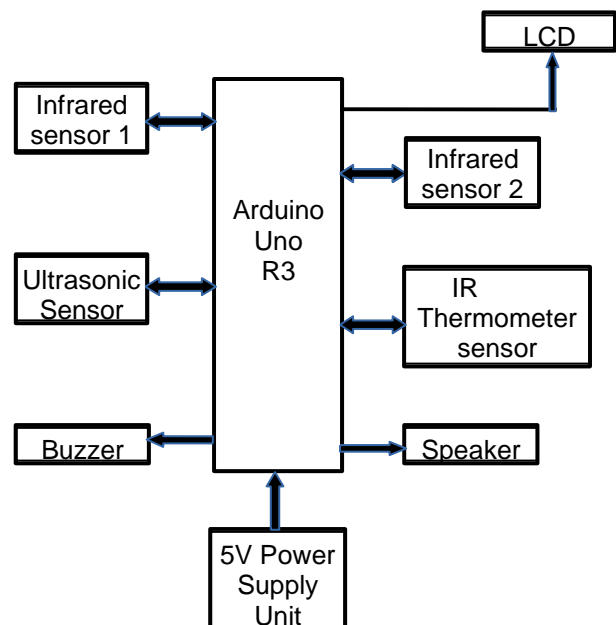 LCD
Infrared
sensor 1
Infrared
sensor 2
Arduino
Uno
R3
Ultrasonic
Sensor
IR
Thermometer
sensor
Buzzer
Speaker
5V Power
Supply
Unit